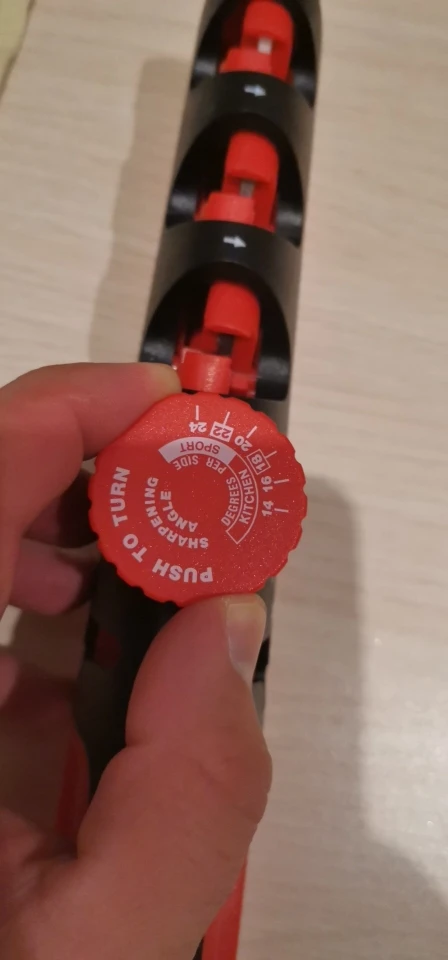 PUSH TO TURN
SHARPENING
ANGLE
DEGREES PER SIDE
KITCHEN
SPORT
14 16 18 20 22 24